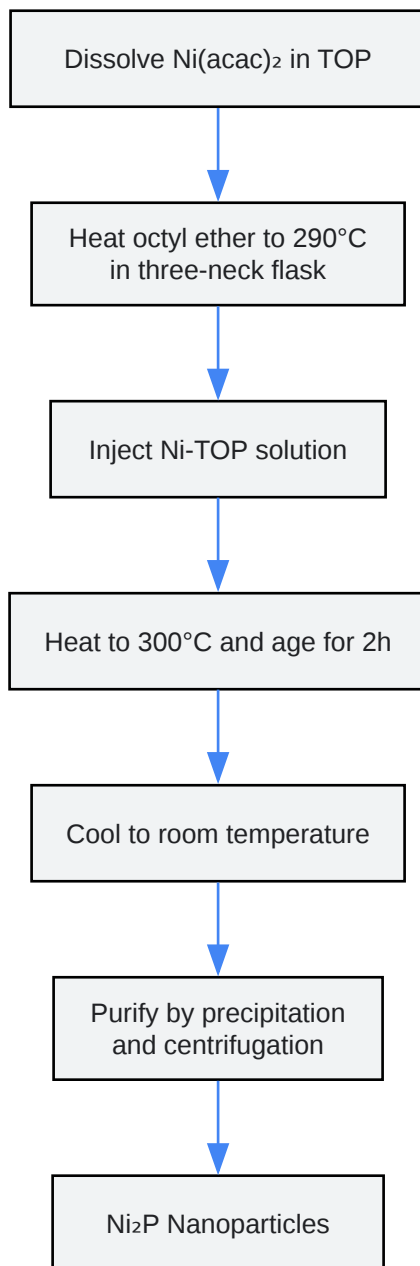 Dissolve Ni(acac)₂ in TOP
Heat octyl ether to 290°C
in three-neck flask
Inject Ni-TOP solution
Heat to 300°C and age for 2h
Cool to room temperature
Purify by precipitation
and centrifugation
Ni₂P Nanoparticles